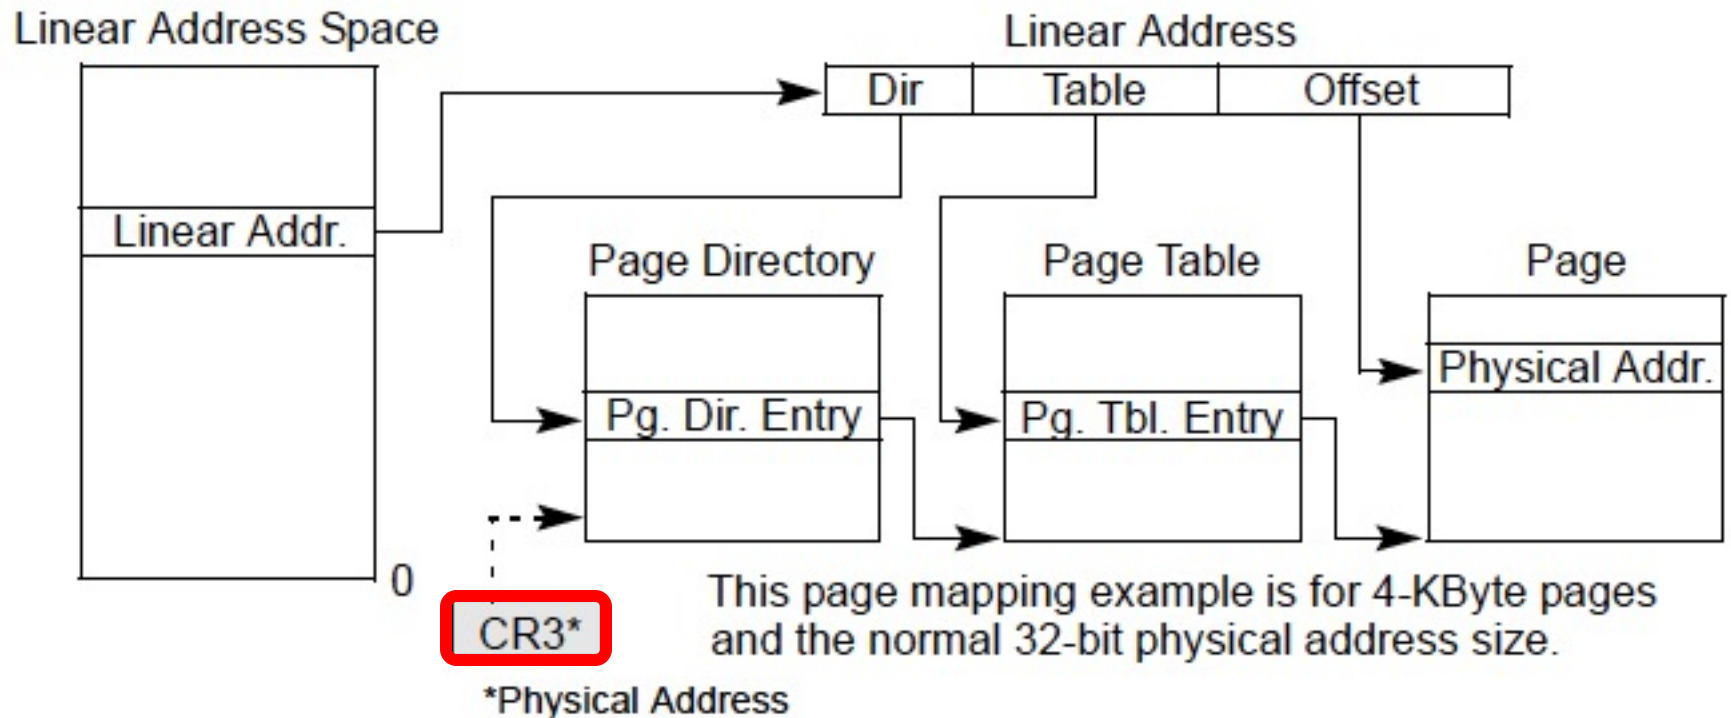 Linear Address Space
Linear Address
Dir Table Offset
Linear Addr.
Page Directory Page Table Page
Physical Addr.
Pg. Dir. Entry Pg. Tbl. Entry
0
This page mapping example is for 4-KByte pages
and the normal 32-bit physical address size.
CR3*
*Physical Address